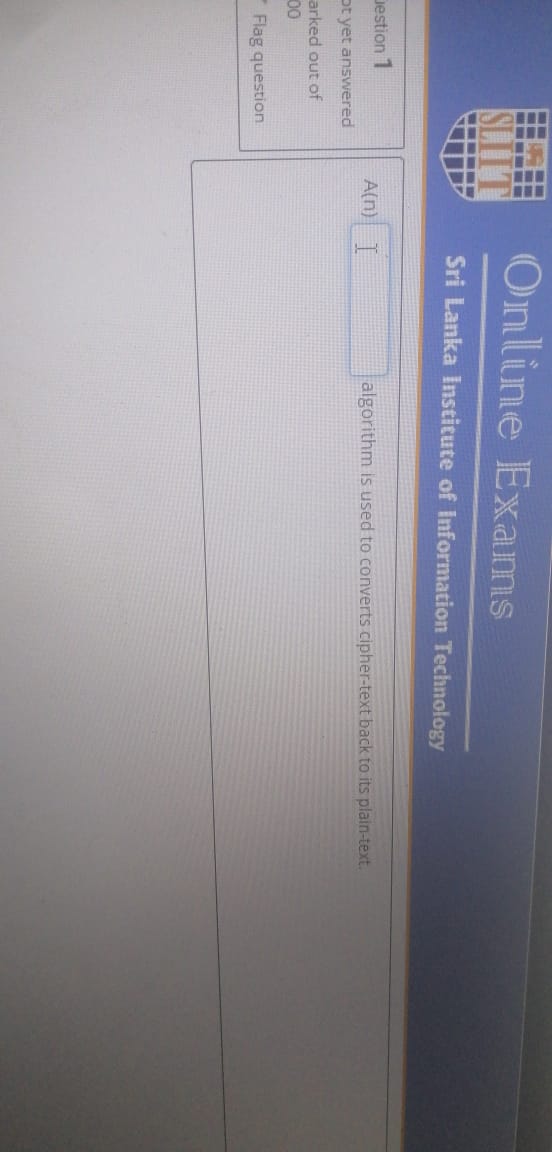 SLIIT
Online Exams
Sri Lanka Institute of Information Technology
uestion 1
ot yet answered
arked out of
00
Flag question
A(n) algorithm is used to converts cipher-text back to its plain-text.